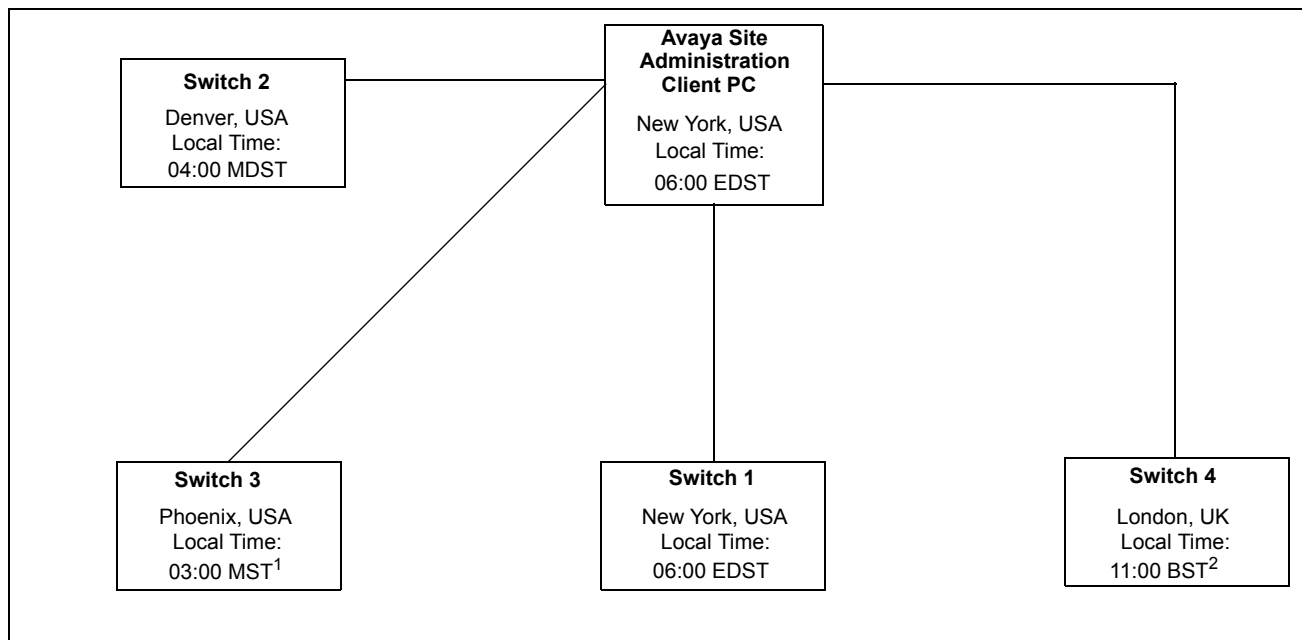 Avaya Site
Administration
Client PC
New York, USA
Local Time:
06:00 EDST
Switch 2
Denver, USA
Local Time:
04:00 MDST
Switch 3
Phoenix, USA
Local Time:
03:00 MST1
Switch 1
New York, USA
Local Time:
06:00 EDST
Switch 4
London, UK
Local Time:
11:00 BST2